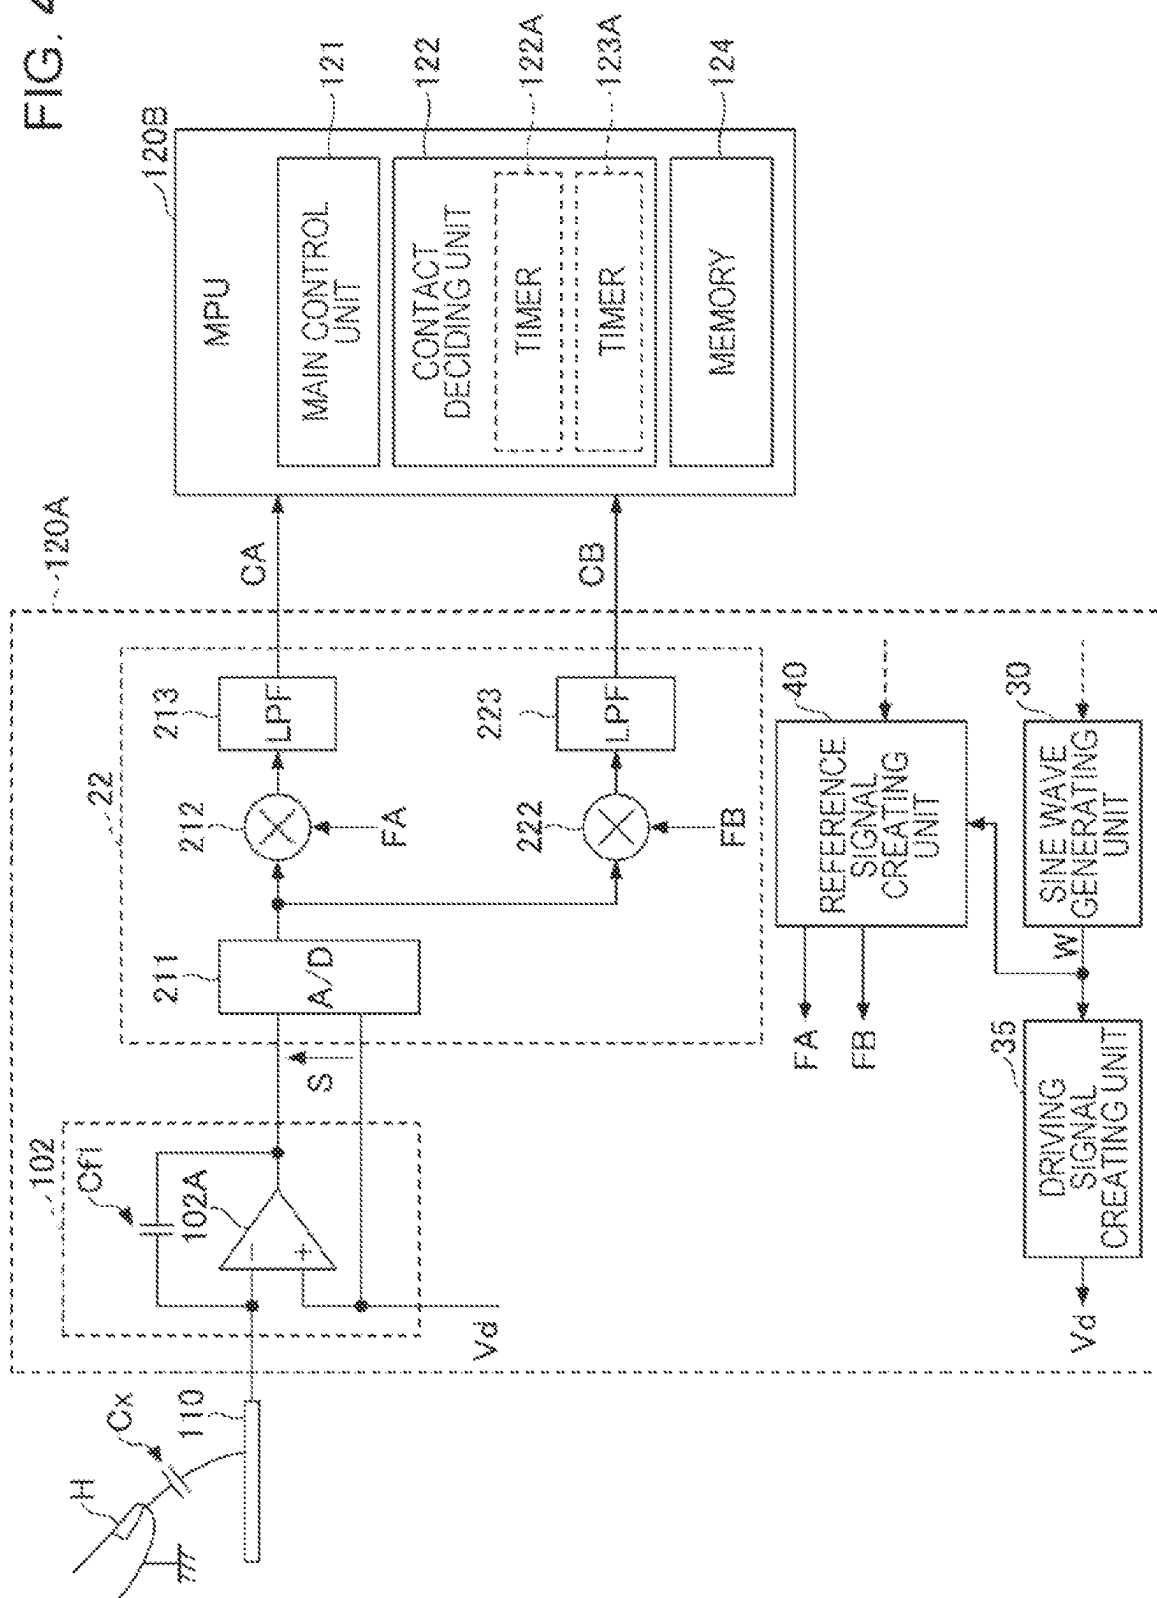 FIG. 4
120B
MPU
121
MAIN CONTROL
UNIT
122
CONTACT
DECIDING UNIT
122A
TIMER
123A
TIMER
124
MEMORY
120A
CA
CB
22
213
LPF
212
FA
223
LPF
222
FB
211
A/D
S
102
Cf1
102A
−
+
Vd
H
Cx
110
40
REFERENCE
SIGNAL
CREATING
UNIT
FA
FB
30
SINE WAVE
GENERATING
UNIT
W
35
DRIVING
SIGNAL
CREATING UNIT
Vd